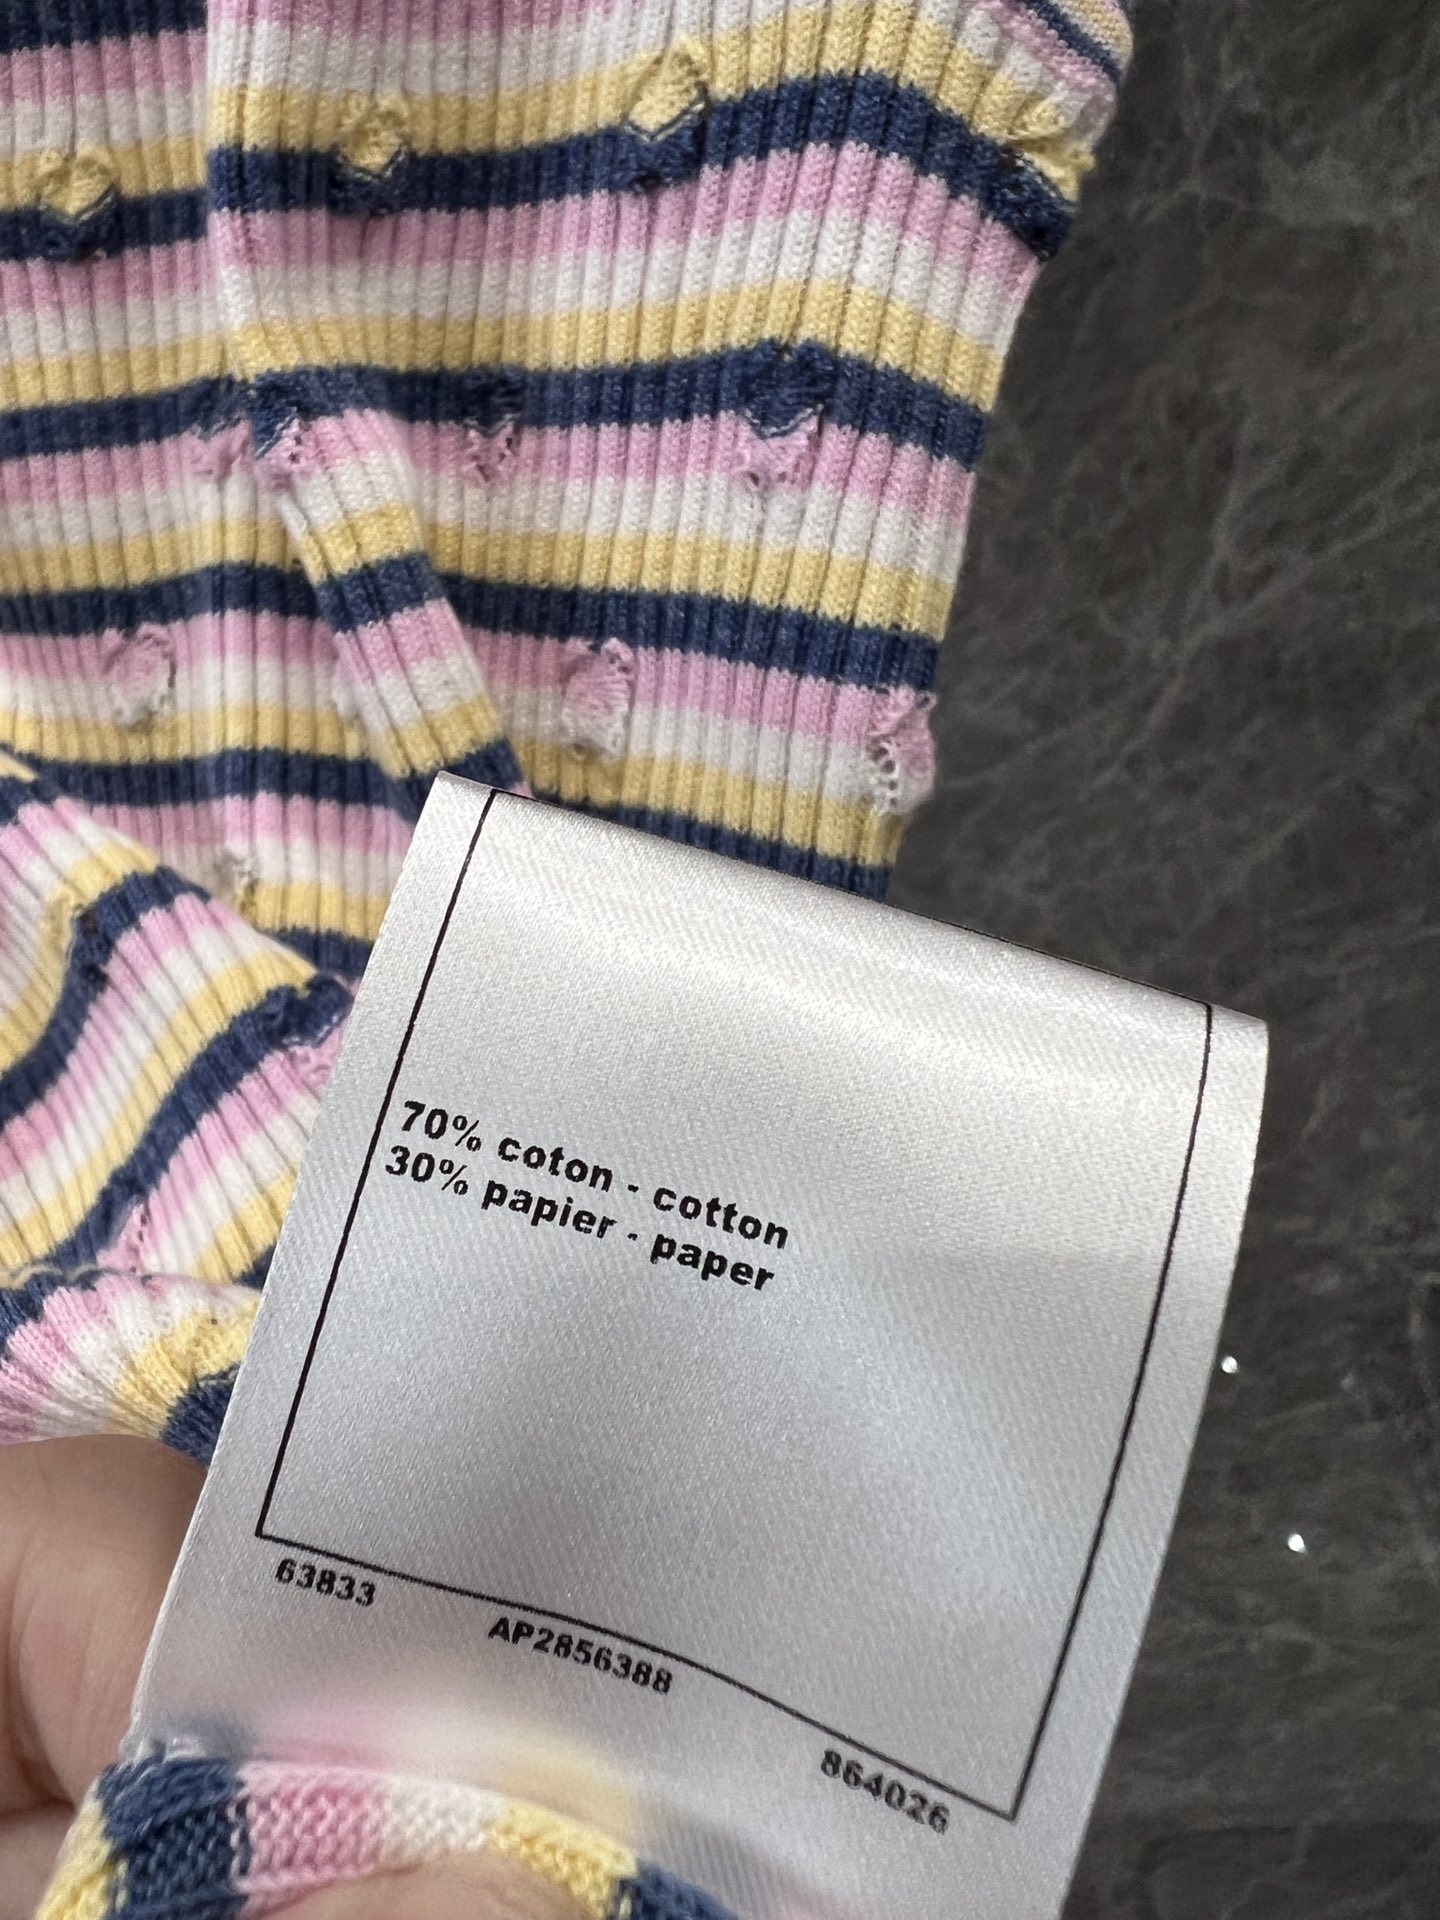 70% coton - cotton
30% papier - paper
63833
AP2856388
864026